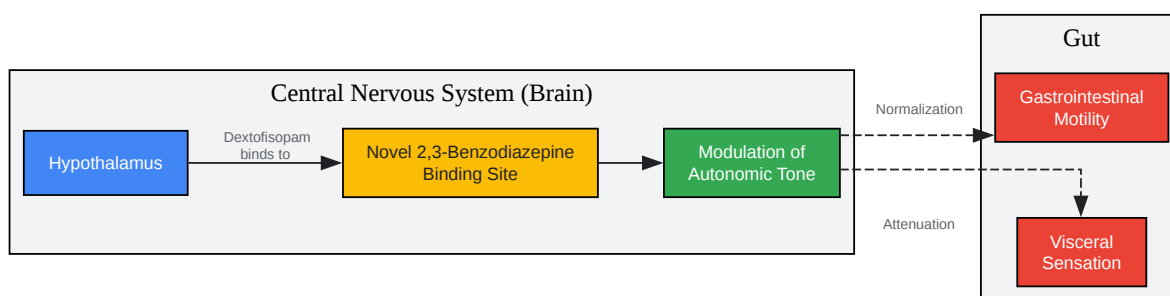 Gut
Central Nervous System (Brain)
Hypothalamus
Dextofisopam
binds to
Novel 2,3-Benzodiazepine
Binding Site
Modulation of
Autonomic Tone
Normalization
Gastrointestinal
Motility
Attenuation
Visceral
Sensation